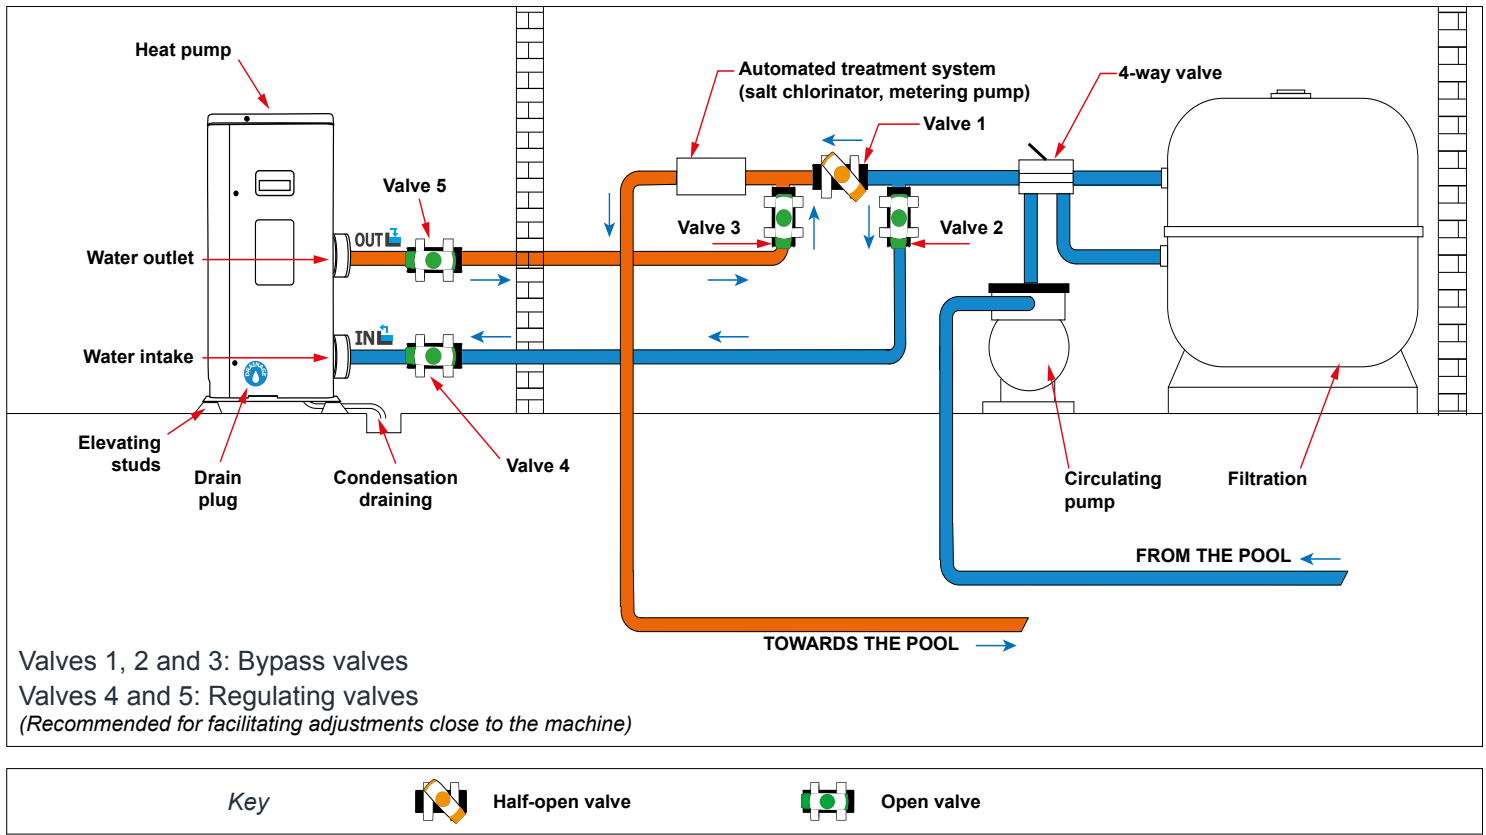 Heat pump
Automated treatment system
(salt chlorinator, metering pump)
4-way valve
Valve 1
Valve 5
Valve 3
Valve 2
OUT
Water outlet
IN
Water intake
DRAINAGE
Elevating
studs
Drain
plug
Condensation
draining
Valve 4
Circulating
pump
Filtration
FROM THE POOL
TOWARDS THE POOL
Valves 1, 2 and 3: Bypass valves
Valves 4 and 5: Regulating valves
(Recommended for facilitating adjustments close to the machine)
Key
Half-open valve
Open valve